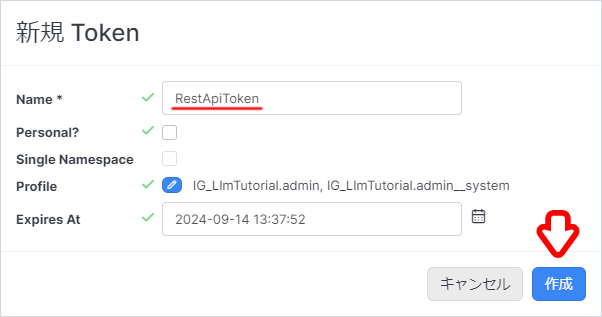 新規 Token
Name * RestApiToken
Personal?
Single Namespace
Profile IG_LlmTutorial.admin, IG_LlmTutorial.admin__system
Expires At 2024-09-14 13:37:52
キャンセル 作成